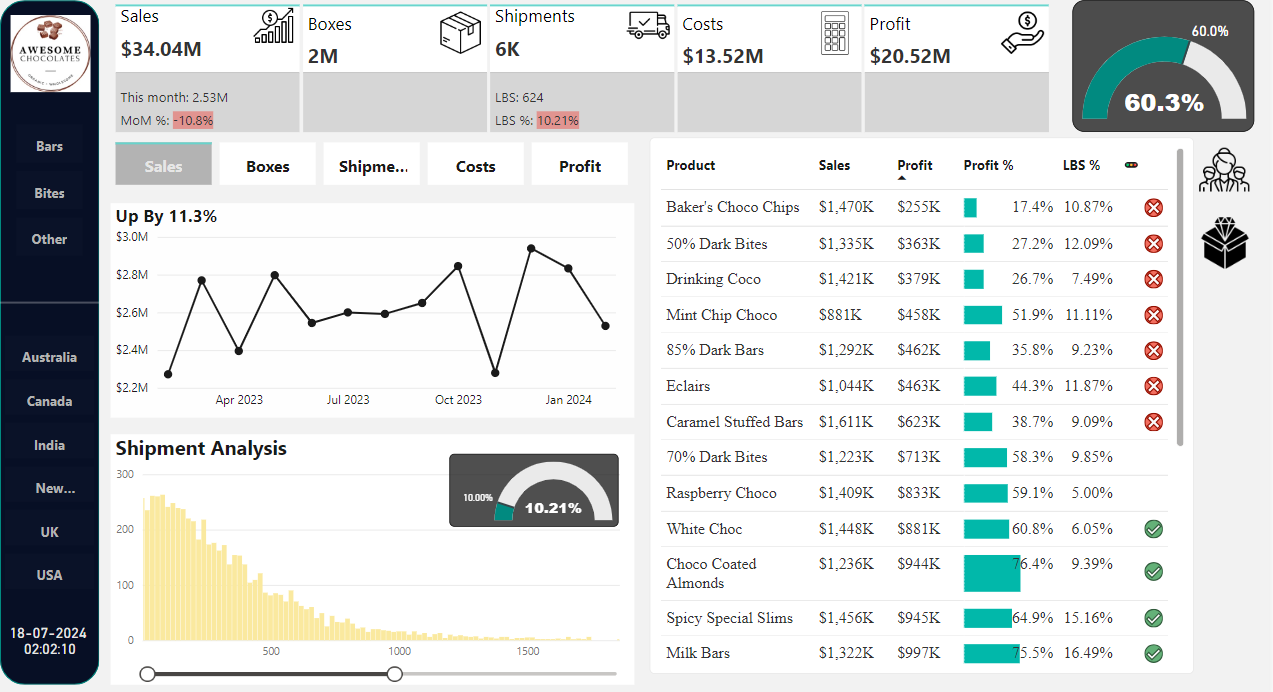 AWESOME
CHOCOLATES
ORGANIC • WHOLESOME
Bars
Bites
Other
Australia
Canada
India
New...
UK
USA
18-07-2024
02:02:10
Sales
$34.04M
This month: 2.53M
MoM %: -10.8%
Boxes
2M
Shipments
6K
LBS: 624
LBS %: 10.21%
Costs
$13.52M
Profit
$20.52M
60.0%
60.3%
Sales Boxes Shipme... Costs Profit
Up By 11.3%
$3.0M
$2.8M
$2.6M
$2.4M
$2.2M
Apr 2023 Jul 2023 Oct 2023 Jan 2024
Shipment Analysis
300
200
100
0
500 1000 1500
10.00%
10.21%
Product Sales Profit Profit % LBS %
Baker's Choco Chips $1,470K $255K 17.4% 10.87%
50% Dark Bites $1,335K $363K 27.2% 12.09%
Drinking Coco $1,421K $379K 26.7% 7.49%
Mint Chip Choco $881K $458K 51.9% 11.11%
85% Dark Bars $1,292K $462K 35.8% 9.23%
Eclairs $1,044K $463K 44.3% 11.87%
Caramel Stuffed Bars $1,611K $623K 38.7% 9.09%
70% Dark Bites $1,223K $713K 58.3% 9.85%
Raspberry Choco $1,409K $833K 59.1% 5.00%
White Choc $1,448K $881K 60.8% 6.05%
Choco Coated $1,236K $944K 76.4% 9.39%
Almonds
Spicy Special Slims $1,456K $945K 64.9% 15.16%
Milk Bars $1,322K $997K 75.5% 16.49%